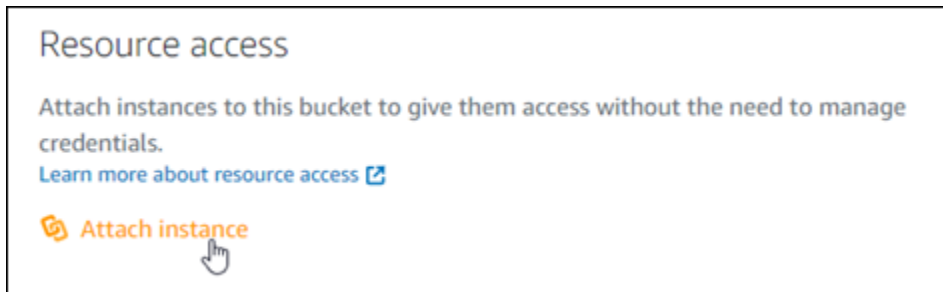 Resource access
Attach instances to this bucket to give them access without the need to manage
credentials.
Learn more about resource access
Attach instance